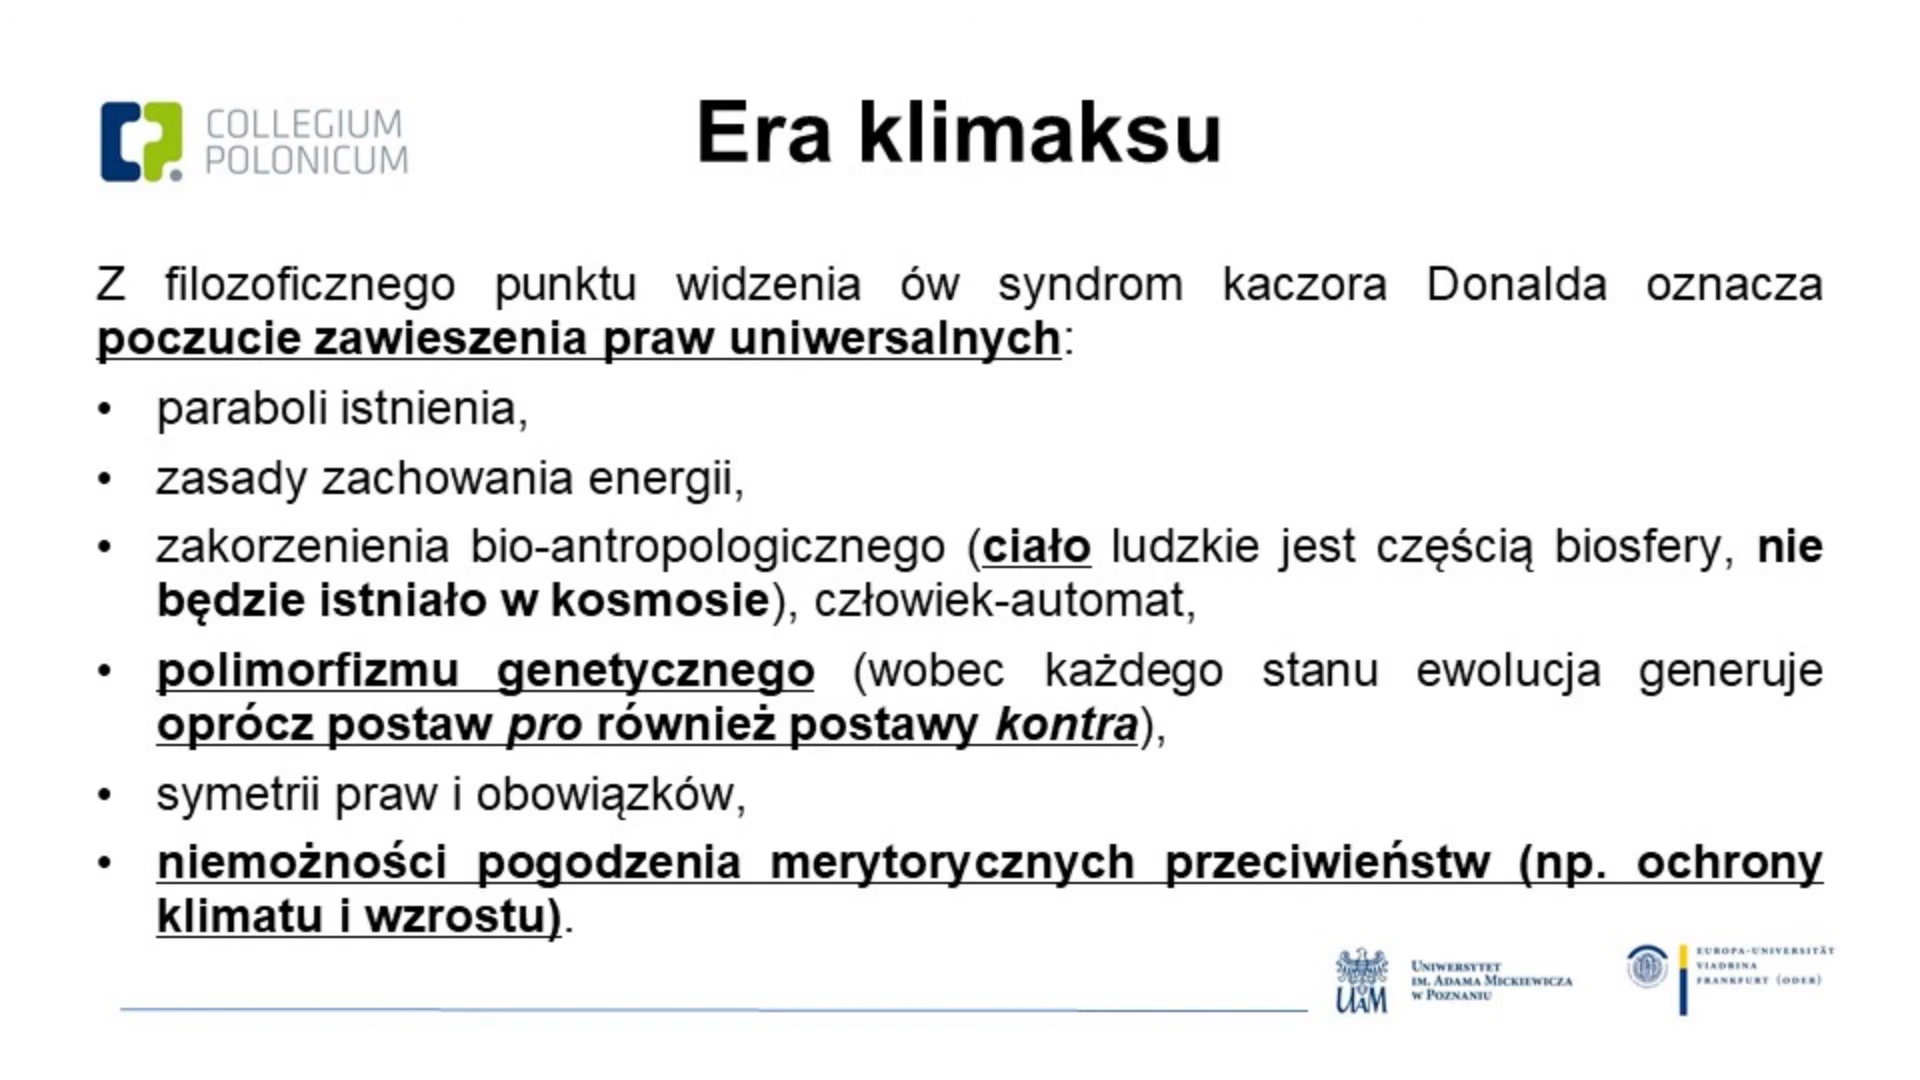 COLLEGIUM
POLONICUM
Era klimaksu
Z filozoficznego punktu widzenia ów syndrom kaczora Donalda oznacza
poczucie zawieszenia praw uniwersalnych:
• paraboli istnienia,
• zasady zachowania energii,
• zakorzenienia bio-antropologicznego (ciało ludzkie jest częścią biosfery, nie
będzie istniało w kosmosie), człowiek-automat,
• polimorfizmu genetycznego (wobec każdego stanu ewolucja generuje
oprócz postaw pro również postawy kontra),
• symetrii praw i obowiązków,
• niemożności pogodzenia merytorycznych przeciwieństw (np. ochrony
klimatu i wzrostu).
UAM
UNIWERSYTET
IM. ADAMA MICKIEWICZA
W POZNANIU
EUROPA-UNIVERSITÄT
VIADRINA
FRANKFURT (ODER)